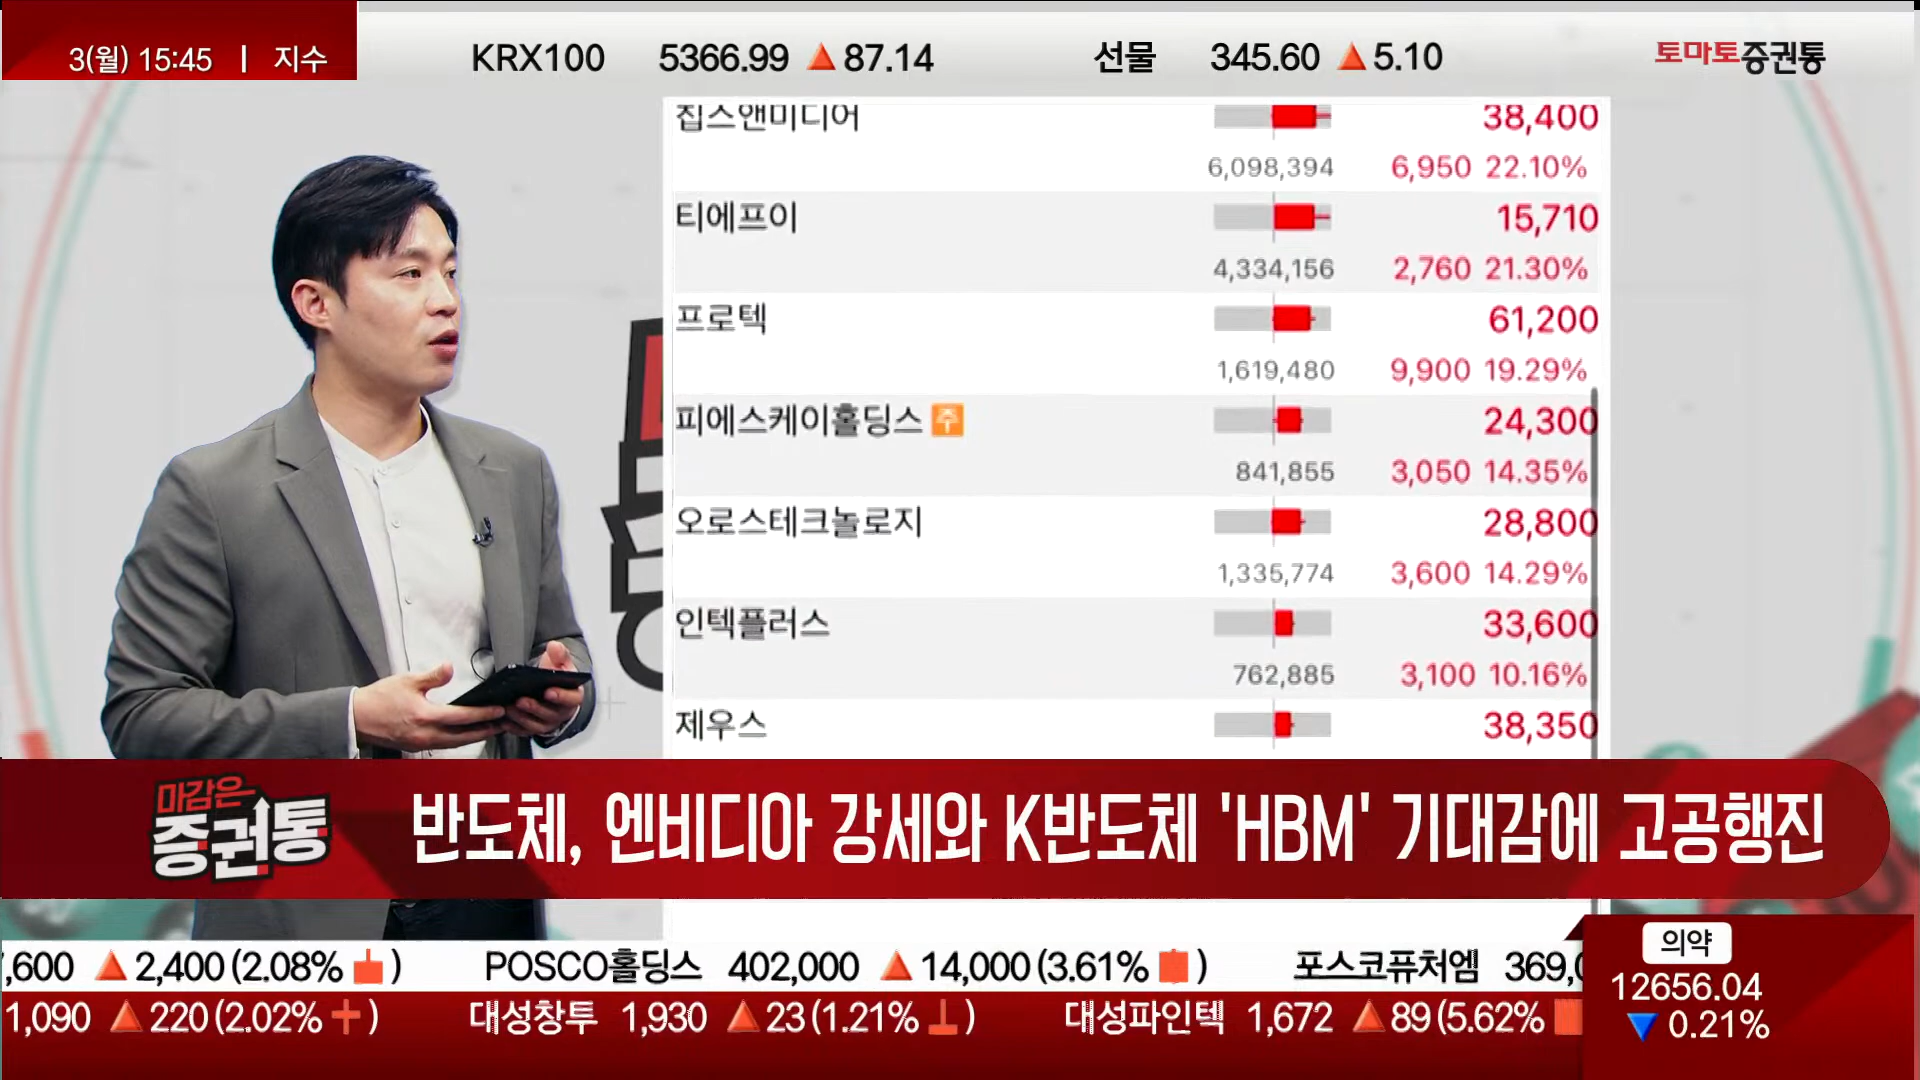 3(월) 15:45 | 지수
KRX100 5366.99 ▲87.14 선물 345.60 ▲5.10
토마토증권통
칩스앤미디어 38,400
6,098,394 6,950 22.10%
티에프이 15,710
4,334,156 2,760 21.30%
프로텍 61,200
1,619,480 9,900 19.29%
피에스케이홀딩스 주 24,300
841,855 3,050 14.35%
오로스테크놀로지 28,800
1,335,774 3,600 14.29%
인텍플러스 33,600
762,885 3,100 10.16%
제우스 38,350
마감은 증권통
반도체, 엔비디아 강세와 K반도체 'HBM' 기대감에 고공행진
,600 ▲2,400(2.08% ) POSCO홀딩스 402,000 ▲14,000(3.61% ) 포스코퓨처엠 369,0
1,090 ▲220(2.02% ) 대성창투 1,930 ▲23(1.21% ) 대성파인텍 1,672 ▲89(5.62%
의약
12656.04
▼0.21%